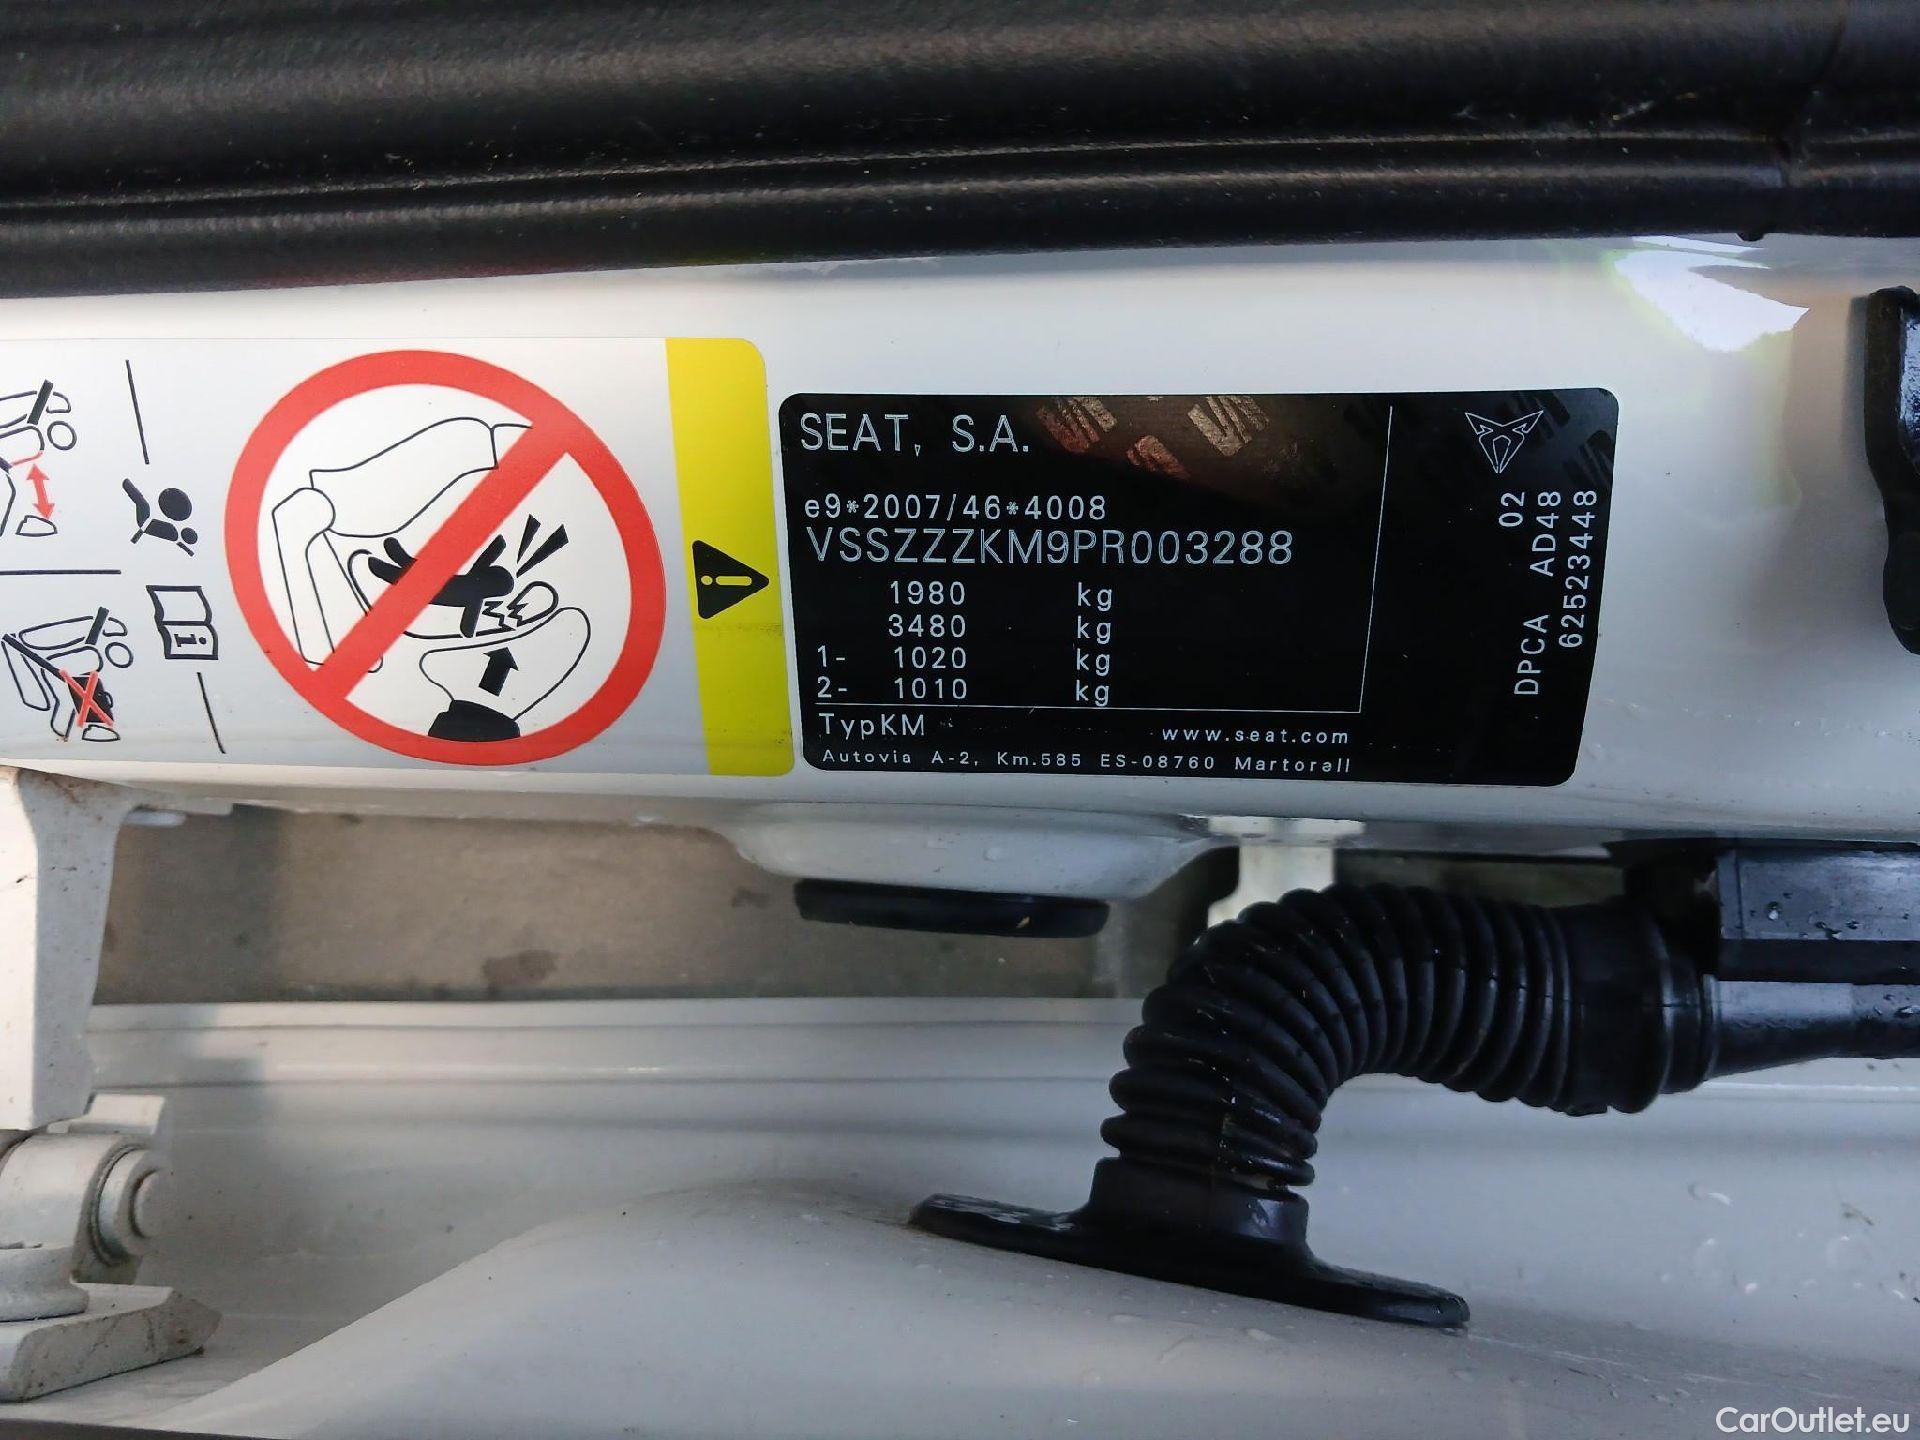 SEAT, S.A.
e9*2007/46*4008
VSSZZZKM9PR003288
1980 kg
3480 kg
1- 1020 kg
2- 1010 kg
TypKM www.seat.com
Autovia A-2, Km.585 ES-08760 Martorell
02
DPCA AD48
62523448
CarOutlet.eu